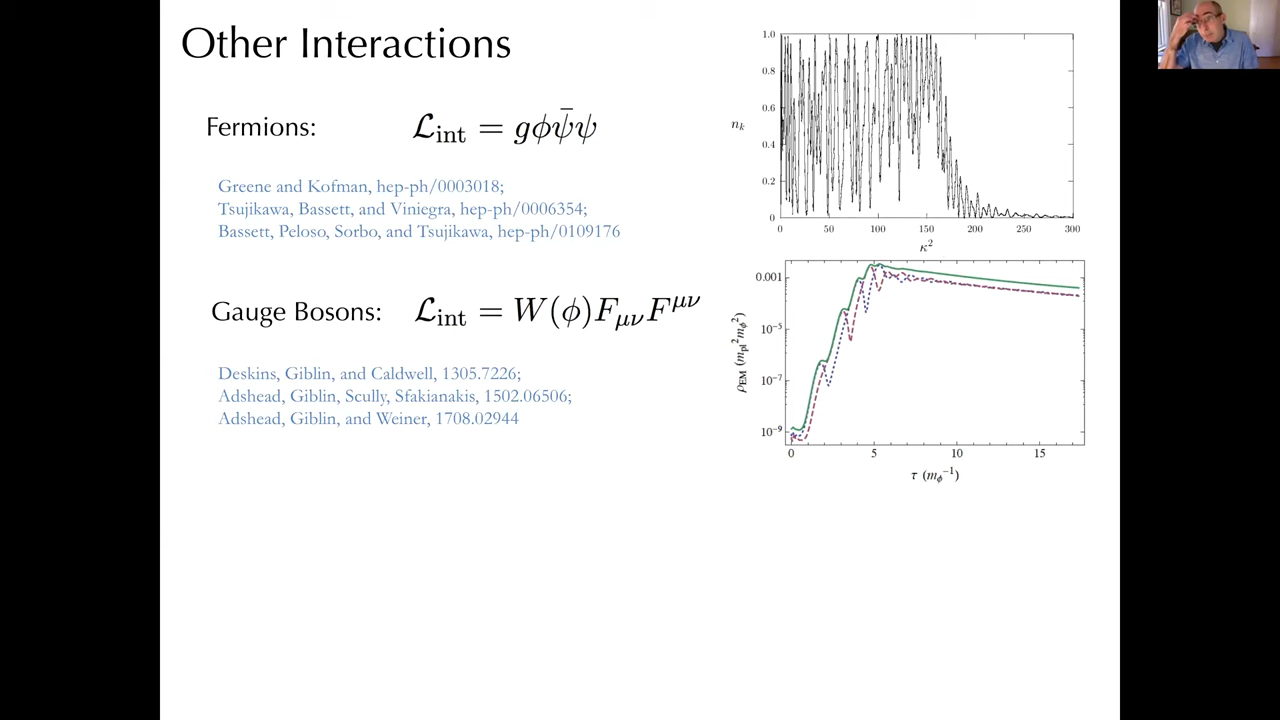 Other Interactions
Fermions: ℒ_int = gϕψ̄ψ
Greene and Kofman, hep-ph/0003018;
Tsujikawa, Bassett, and Viniegra, hep-ph/0006354;
Bassett, Peloso, Sorbo, and Tsujikawa, hep-ph/0109176
Gauge Bosons: ℒ_int = W(ϕ)F_μν F^μν
Deskins, Giblin, and Caldwell, 1305.7226;
Adshead, Giblin, Scully, Sfakianakis, 1502.06506;
Adshead, Giblin, and Weiner, 1708.02944
1.0
0.8
0.6
n_k
0.4
0.2
0
0 50 100 150 200 250 300
κ²
0.001
10⁻⁵
ρ_EM (m_pl² m_ϕ²)
10⁻⁷
10⁻⁹
0 5 10 15
τ (m_ϕ⁻¹)